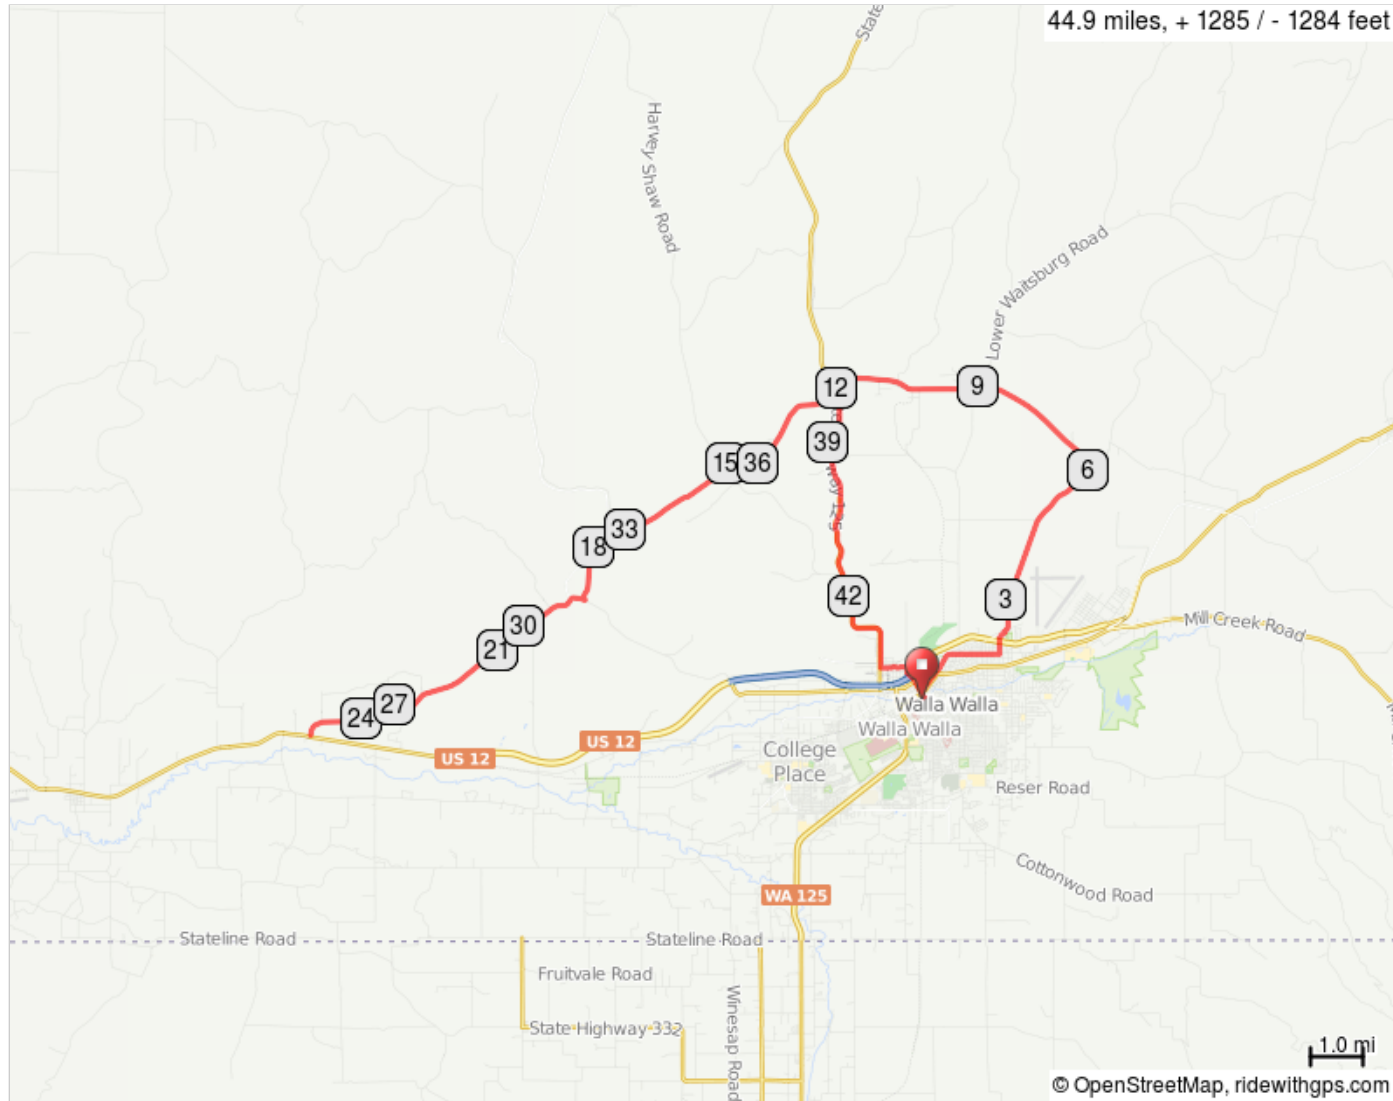 44.9 miles, + 1285 / - 1284 feet
State
Harvey Shaw Road
Lower Waitsburg Road
12
9
39
15
36
6
way 125
33
18
42
3
30
21
Mill Creek Road
27
24
Walla Walla
Walla Walla
US 12
US 12
College
Place
Reser Road
Cottonwood Road
WA 125
Stateline Road
Stateline Road
Fruitvale Road
Winesap Road
State Highway 332
1.0 mi
© OpenStreetMap, ridewithgps.com